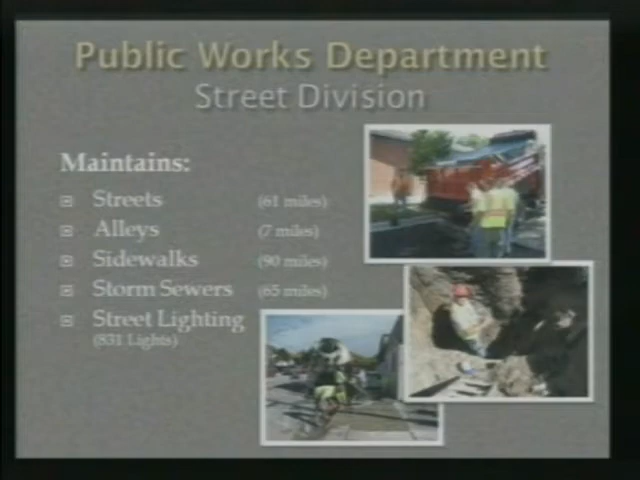 Public Works Department
Street Division
Maintains:
Streets (61 miles)
Alleys (7 miles)
Sidewalks (90 miles)
Storm Sewers (65 miles)
Street Lighting
(831 Lights)